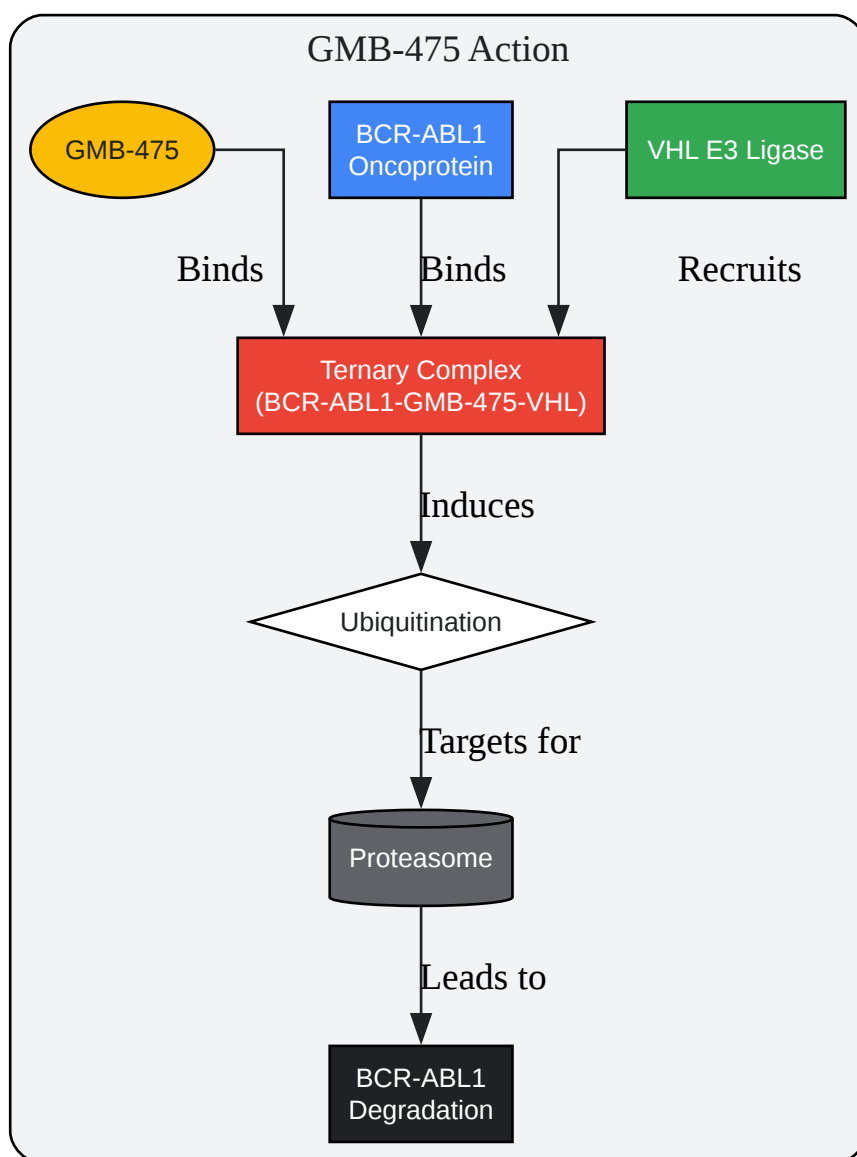 GMB-475 Action
GMB-475
BCR-ABL1
Oncoprotein
VHL E3 Ligase
Binds
Binds
Recruits
Ternary Complex
(BCR-ABL1-GMB-475-VHL)
Induces
Ubiquitination
Targets for
Proteasome
Leads to
BCR-ABL1
Degradation